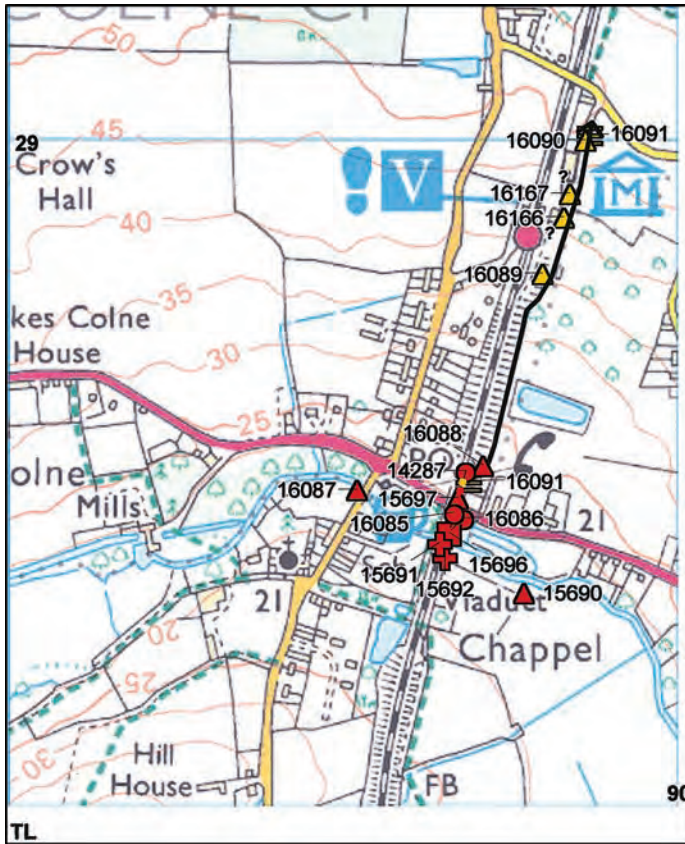 50
29
45
16090
16091
Crow's
Hall
V
M
?
16167
40
16166
?
16089
35
kes Colne
House
30
25
16088
PO
14287
16091
olne
16087
15697
Mills
16085
16086
21
15691
15696
15692
15690
21
Viaduct
20
Chappel
25
Hill
House
30
FB
90
TL